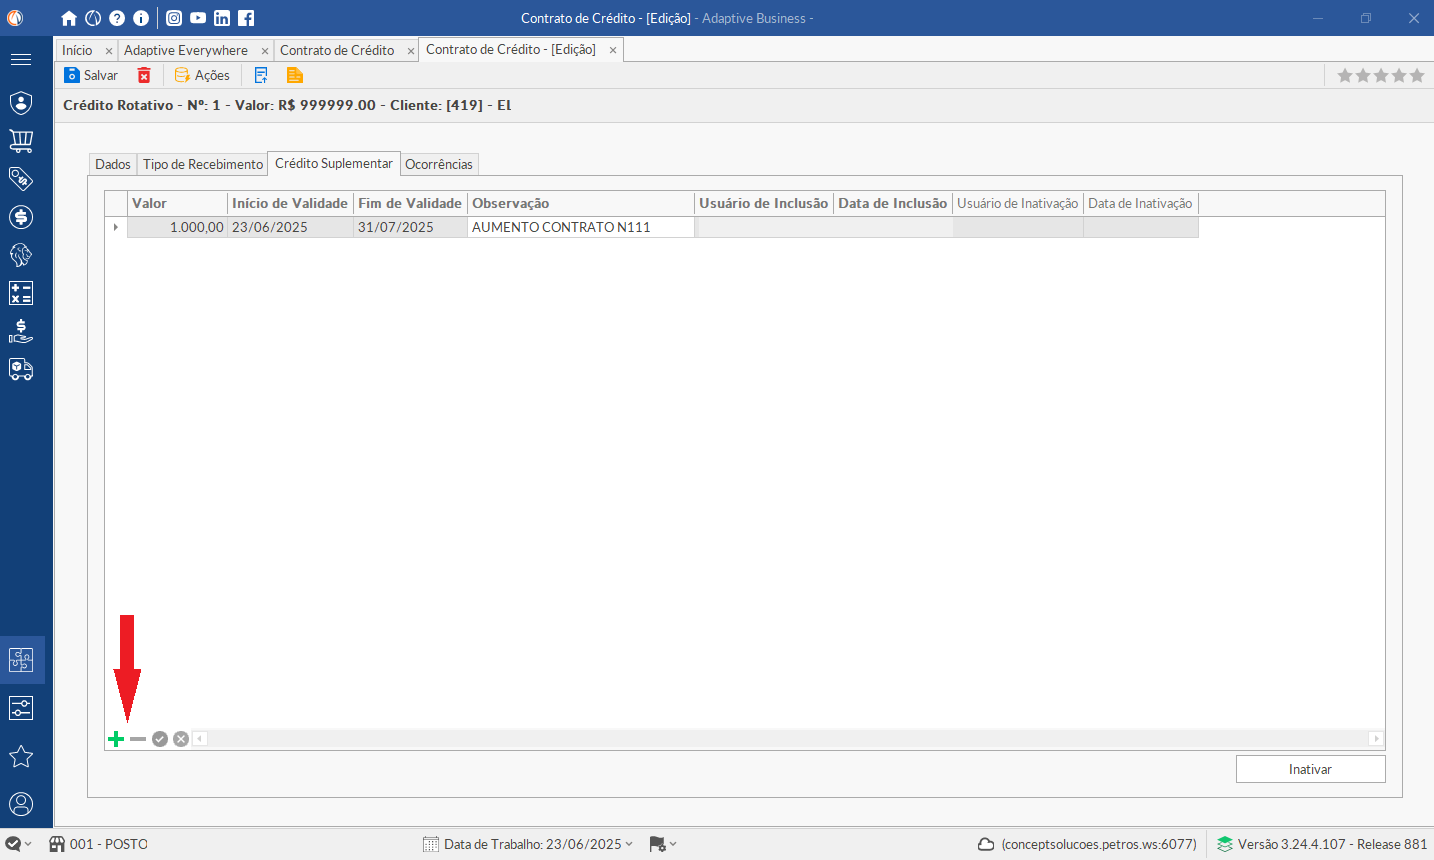 Contrato de Crédito - [Edição] - Adaptive Business -
Início Adaptive Everywhere Contrato de Crédito Contrato de Crédito - [Edição]
Salvar Ações
Crédito Rotativo - Nº: 1 - Valor: R$ 999999.00 - Cliente: [419] - EL
Dados Tipo de Recebimento Crédito Suplementar Ocorrências
Valor Início de Validade Fim de Validade Observação Usuário de Inclusão Data de Inclusão Usuário de Inativação Data de Inativação
1.000,00 23/06/2025 31/07/2025 AUMENTO CONTRATO N111
Inativar
001 - POSTO Data de Trabalho: 23/06/2025 (conceptsolucoes.petros.ws:6077) Versão 3.24.4.107 - Release 881